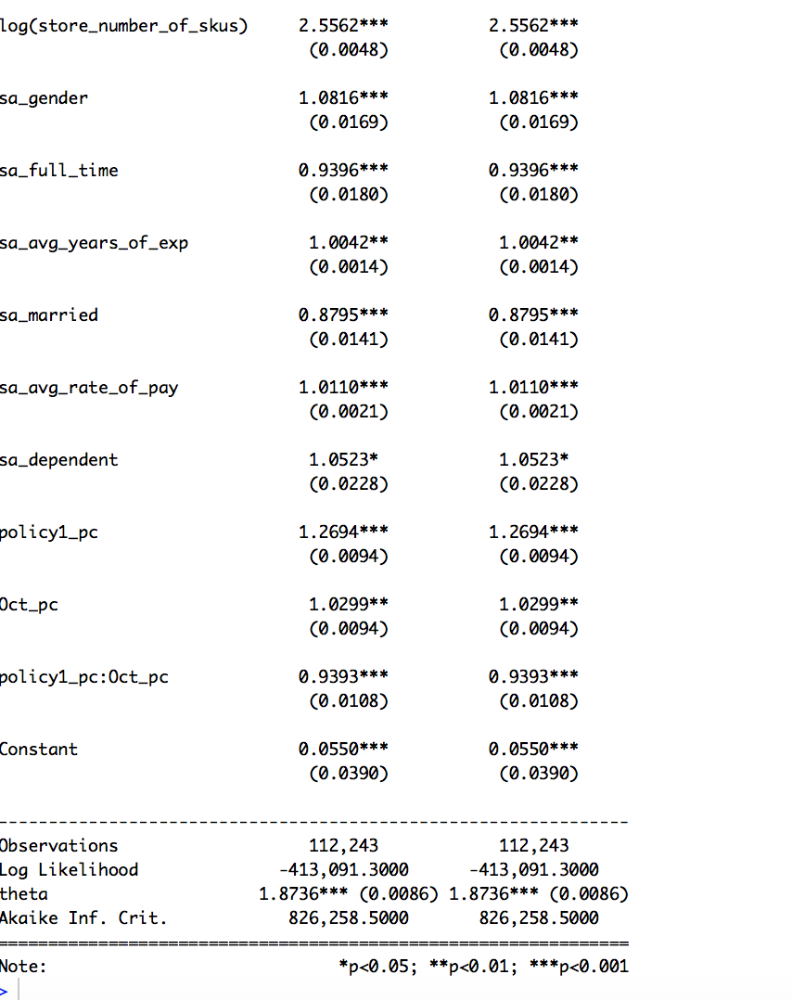 log(store_number_of_skus) 2.5562*** 2.5562***
(0.0048) (0.0048)
sa_gender 1.0816*** 1.0816***
(0.0169) (0.0169)
sa_full_time 0.9396*** 0.9396***
(0.0180) (0.0180)
sa_avg_years_of_exp 1.0042** 1.0042**
(0.0014) (0.0014)
sa_married 0.8795*** 0.8795***
(0.0141) (0.0141)
sa_avg_rate_of_pay 1.0110*** 1.0110***
(0.0021) (0.0021)
sa_dependent 1.0523* 1.0523*
(0.0228) (0.0228)
policy1_pc 1.2694*** 1.2694***
(0.0094) (0.0094)
Oct_pc 1.0299** 1.0299**
(0.0094) (0.0094)
policy1_pc:Oct_pc 0.9393*** 0.9393***
(0.0108) (0.0108)
Constant 0.0550*** 0.0550***
(0.0390) (0.0390)
----------------------------------------------------------------
Observations 112,243 112,243
Log Likelihood -413,091.3000 -413,091.3000
theta 1.8736*** (0.0086) 1.8736*** (0.0086)
Akaike Inf. Crit. 826,258.5000 826,258.5000
================================================================
Note: *p<0.05; **p<0.01; ***p<0.001
>